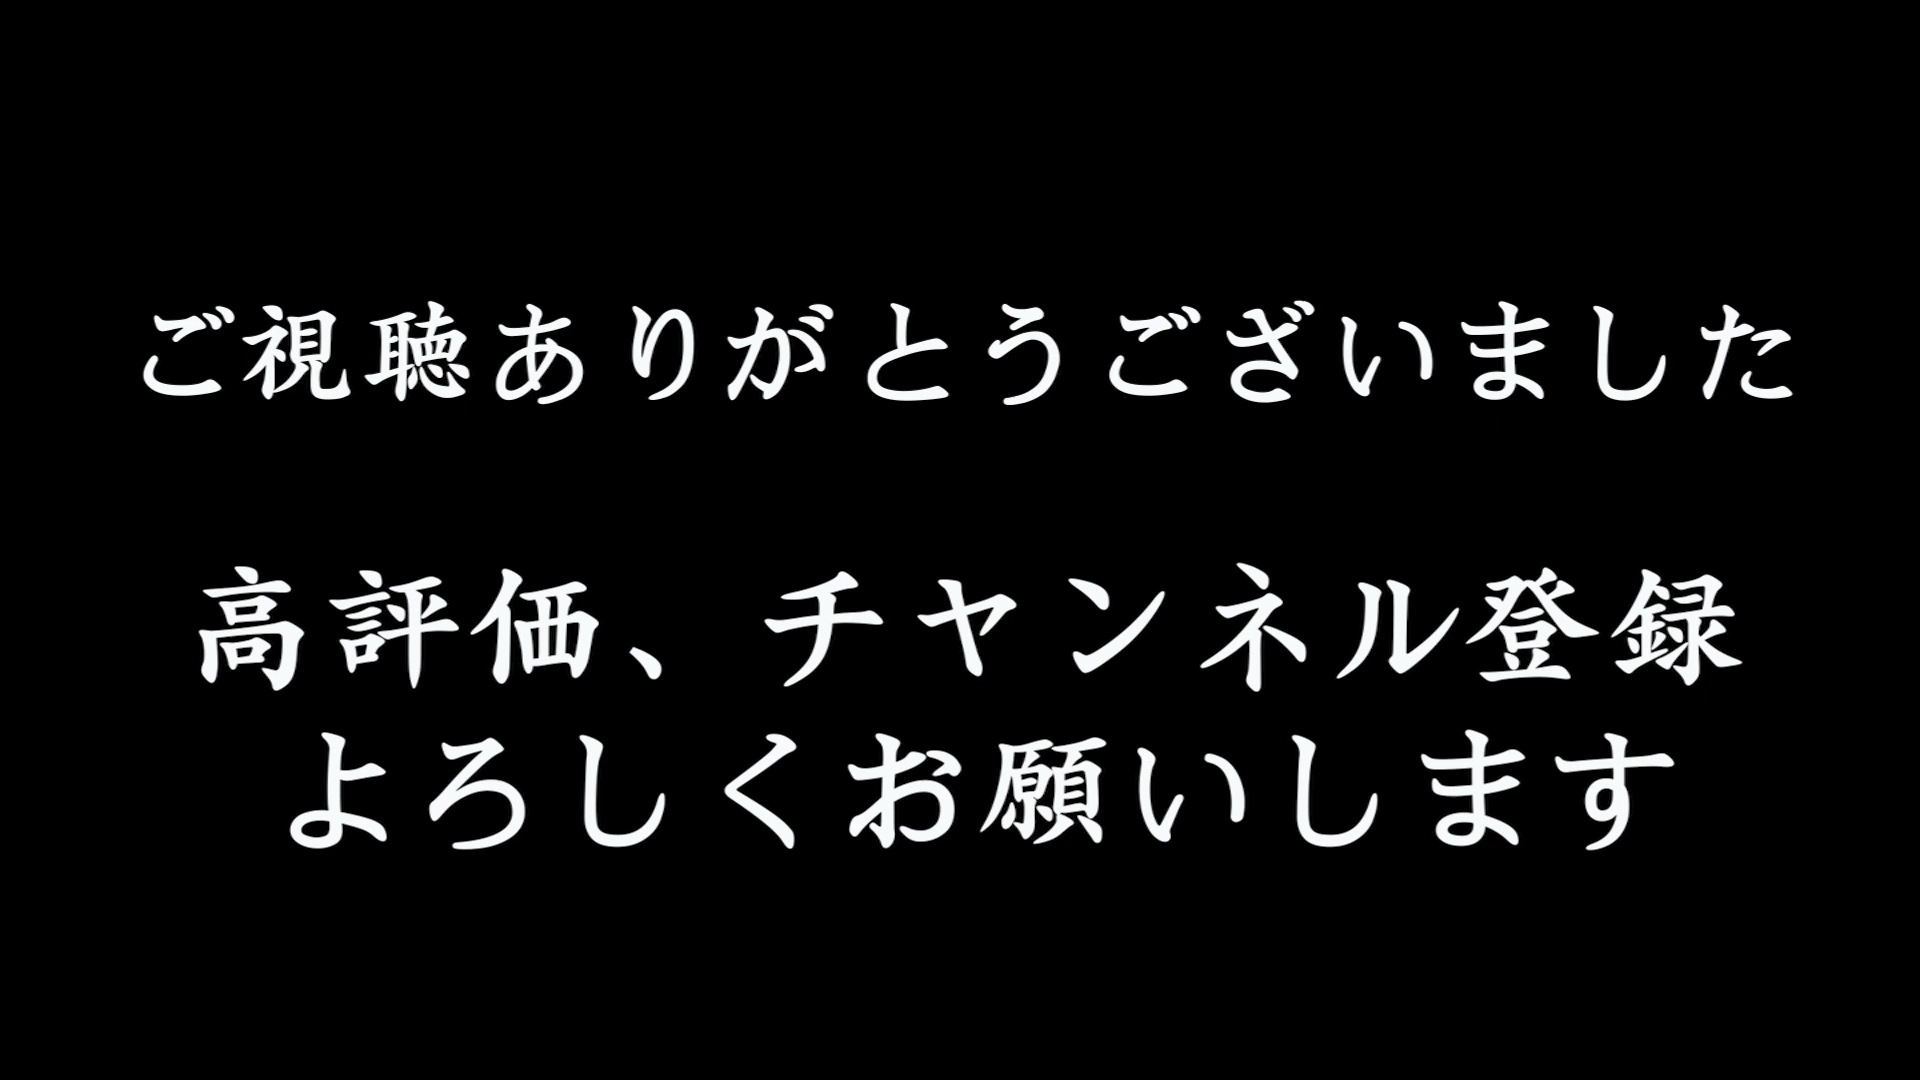 ご視聴ありがとうございました
高評価、チャンネル登録
よろしくお願いします